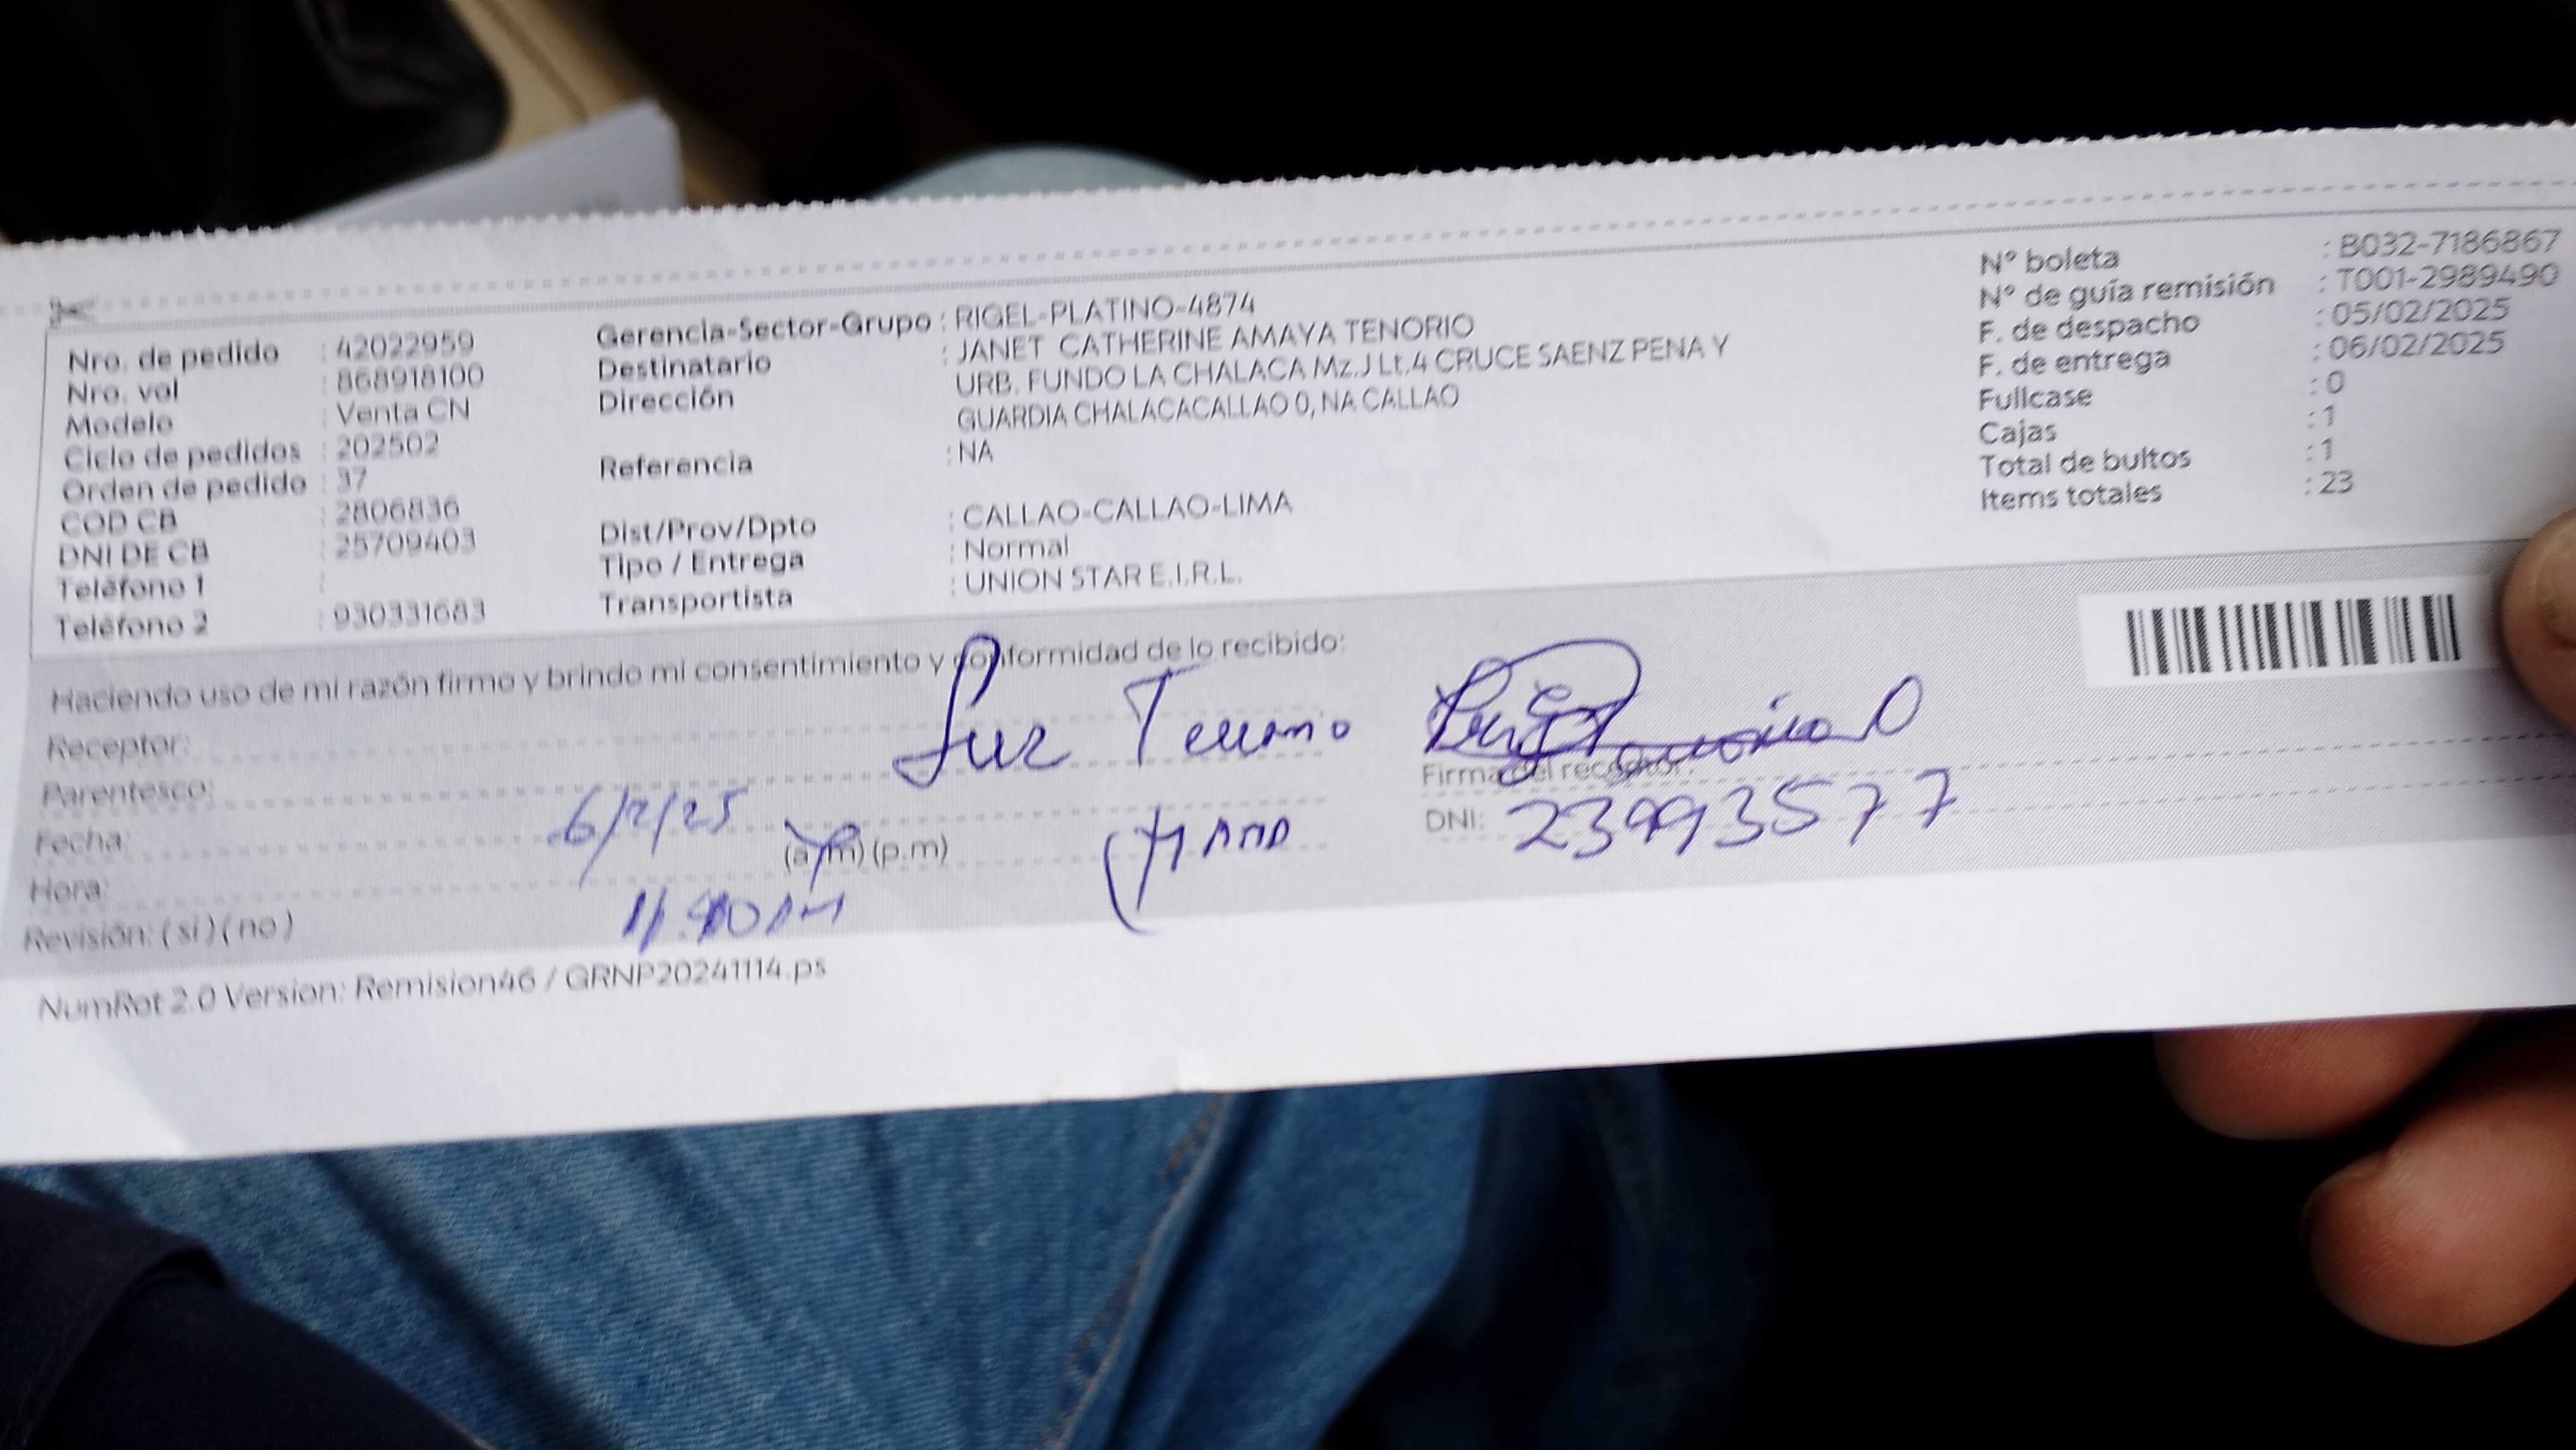 Nro. de pedido : 42022959
Nro. vol : 868918100
Modelo : Venta CN
Ciclo de pedidos : 202502
Orden de pedido : 37
COD CB : 2806836
DNI DE CB : 25709403
Teléfono 1 :
Teléfono 2 : 930331683
Gerencia-Sector-Grupo : RIGEL-PLATINO-4874
Destinatario : JANET CATHERINE AMAYA TENORIO
Dirección URB. FUNDO LA CHALACA Mz.J Lt.4 CRUCE SAENZ PENA Y
GUARDIA CHALACACALLAO 0, NA CALLAO
Referencia : NA
Dist/Prov/Dpto : CALLAO-CALLAO-LIMA
Tipo / Entrega : Normal
Transportista : UNION STAR E.I.R.L.
N° boleta : B032-7186867
N° de guía remisión : T001-2989490
F. de despacho : 05/02/2025
F. de entrega : 06/02/2025
Fullcase : 0
Cajas : 1
Total de bultos : 1
Items totales : 23
Haciendo uso de mi razón firmo y brindo mi consentimiento y conformidad de lo recibido:
Receptor: Luz
Parentesco:
Fecha: 6/2/25
Hora: (a.m) (p.m)
Revisión: ( sí ) ( no )
Firma del receptor:
DNI: 23993577
NumRot 2.0 Version: Remision46 / GRNP20241114.ps